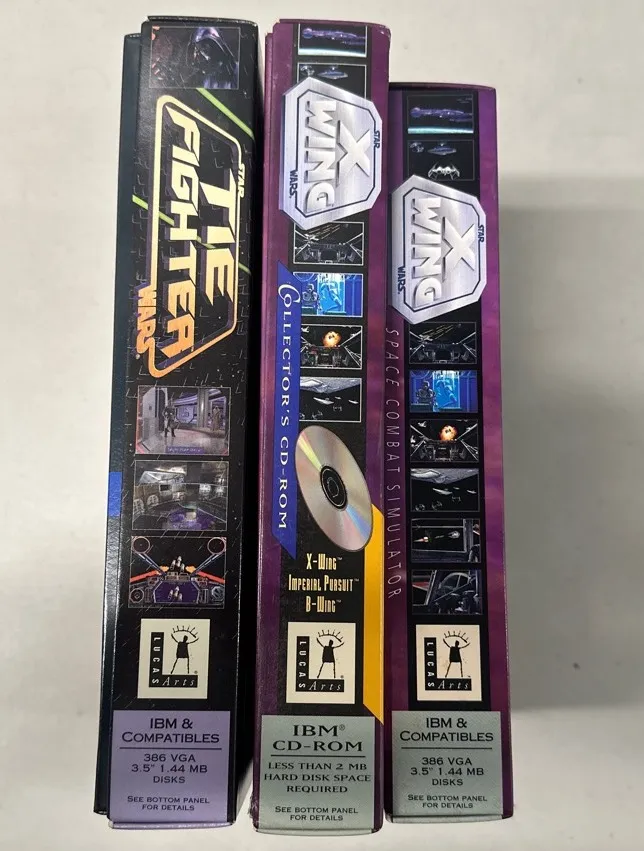 STAR
TIE
FIGHTER
WARS®
LUCAS
Arts
IBM &
COMPATIBLES
386 VGA
3.5" 1.44 MB
DISKS
SEE BOTTOM PANEL
FOR DETAILS
STAR
X
WING
WARS
COLLECTOR'S CD-ROM
X-WING™
IMPERIAL PURSUIT™
B-WING™
LUCAS
Arts
IBM®
CD-ROM
LESS THAN 2 MB
HARD DISK SPACE
REQUIRED
SEE BOTTOM PANEL
FOR DETAILS
STAR
X
WING
WARS
SPACE COMBAT SIMULATOR
LUCAS
Arts
IBM &
COMPATIBLES
386 VGA
3.5" 1.44 MB
DISKS
SEE BOTTOM PANEL
FOR DETAILS